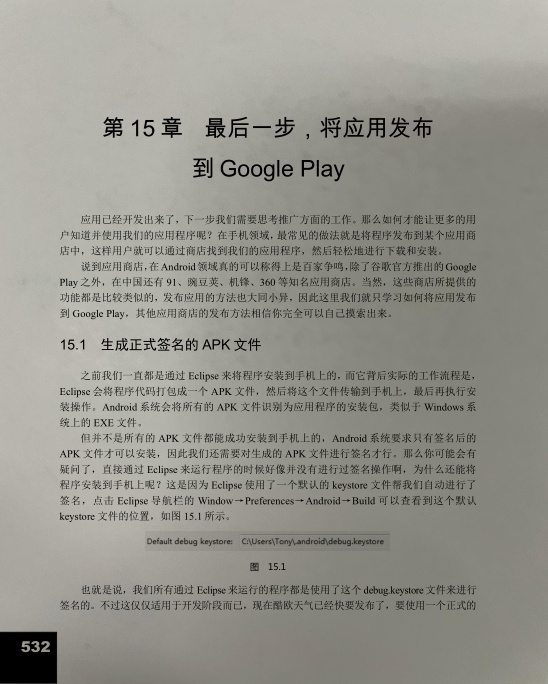 第 15 章　最后一步，将应用发布
到 Google Play
应用已经开发出来了，下一步我们需要思考推广方面的工作。那么如何才能让更多的用
户知道并使用我们的应用程序呢？在手机领域，最常见的做法就是将程序发布到某个应用商
店中，这样用户就可以通过商店找到我们的应用程序，然后轻松地进行下载和安装。
说到应用商店，在 Android 领域真的可以称得上是百家争鸣，除了谷歌官方推出的 Google
Play 之外，在中国还有 91、豌豆荚、机锋、360 等知名应用商店。当然，这些商店所提供的
功能都是比较类似的，发布应用的方法也大同小异，因此这里我们就只学习如何将应用发布
到 Google Play，其他应用商店的发布方法相信你完全可以自己摸索出来。
15.1　生成正式签名的 APK 文件
之前我们一直都是通过 Eclipse 来将程序安装到手机上的，而它背后实际的工作流程是，
Eclipse 会将程序代码打包成一个 APK 文件，然后将这个文件传输到手机上，最后再执行安
装操作。Android 系统会将所有的 APK 文件识别为应用程序的安装包，类似于 Windows 系
统上的 EXE 文件。
但并不是所有的 APK 文件都能成功安装到手机上的，Android 系统要求只有签名后的
APK 文件才可以安装，因此我们还需要对生成的 APK 文件进行签名才行。那么你可能会有
疑问了，直接通过 Eclipse 来运行程序的时候好像并没有进行过签名操作啊，为什么还能将
程序安装到手机上呢？这是因为 Eclipse 使用了一个默认的 keystore 文件帮我们自动进行了
签名，点击 Eclipse 导航栏的 Window→Preferences→Android→Build 可以查看到这个默认
keystore 文件的位置，如图 15.1 所示。
Default debug keystore: C:\Users\Tony\.android\debug.keystore
图 15.1
也就是说，我们所有通过 Eclipse 来运行的程序都是使用了这个 debug.keystore 文件来进行
签名的。不过这仅仅适用于开发阶段而已，现在酷欧天气已经快要发布了，要使用一个正式的
532